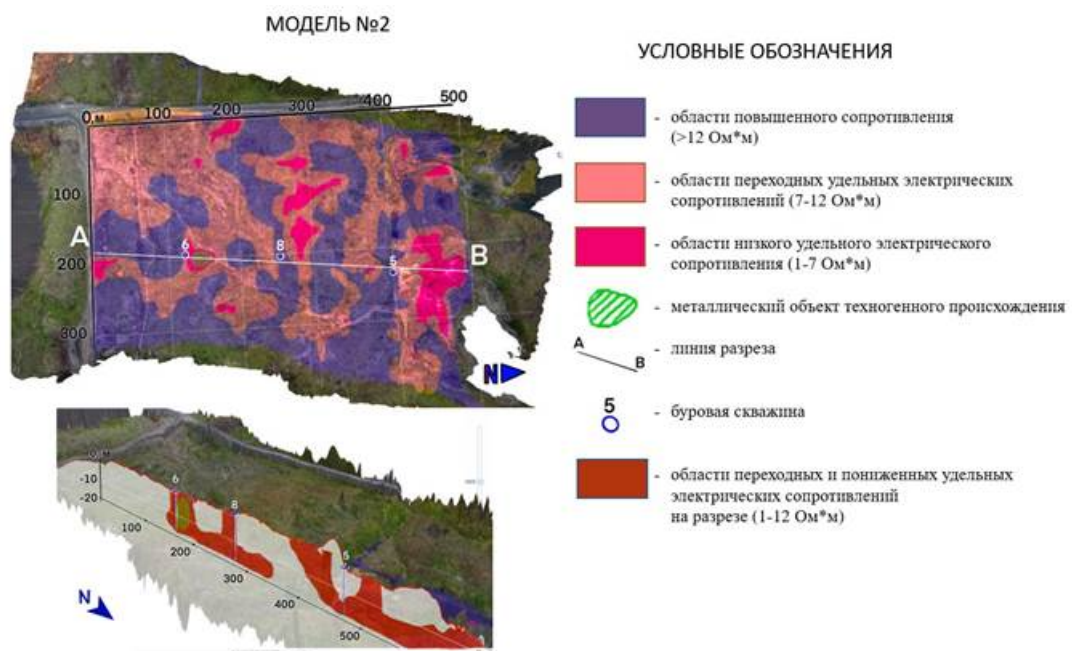 МОДЕЛЬ №2
0,м 100 200 300 400 500
100
A 6 8 5 B
200
300
N
0 м
-10
-20
6
8
5
100
200
300
400
500
N
УСЛОВНЫЕ ОБОЗНАЧЕНИЯ
- области повышенного сопротивления
(>12 Ом*м)
- области переходных удельных электрических
сопротивлений (7-12 Ом*м)
- области низкого удельного электрического
сопротивления (1-7 Ом*м)
- металлический объект техногенного происхождения
A
B
- линия разреза
5
- буровая скважина
- области переходных и пониженных удельных
электрических сопротивлений
на разрезе (1-12 Ом*м)